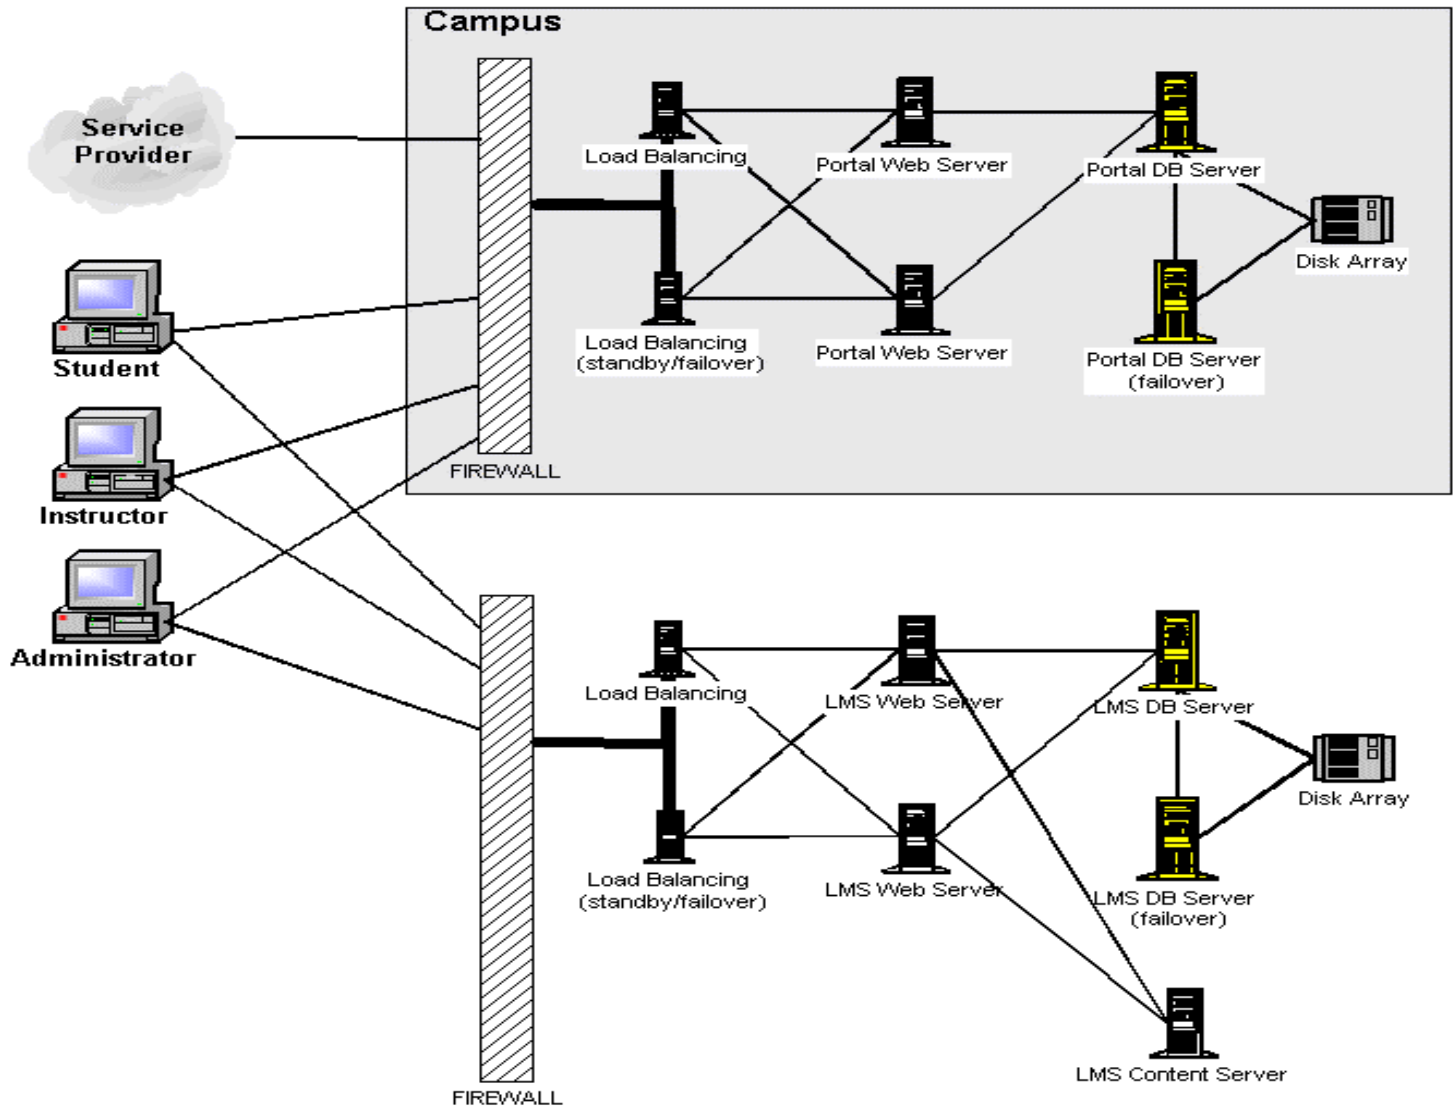 Campus
Service
Provider
Load Balancing
Portal Web Server
Portal DB Server
Disk Array
Load Balancing
(standby/failover)
Portal Web Server
Portal DB Server
(failover)
Student
FIREWALL
Instructor
Administrator
Load Balancing
LMS Web Server
LMS DB Server
Disk Array
Load Balancing
(standby/failover)
LMS Web Server
LMS DB Server
(failover)
LMS Content Server
FIREWALL